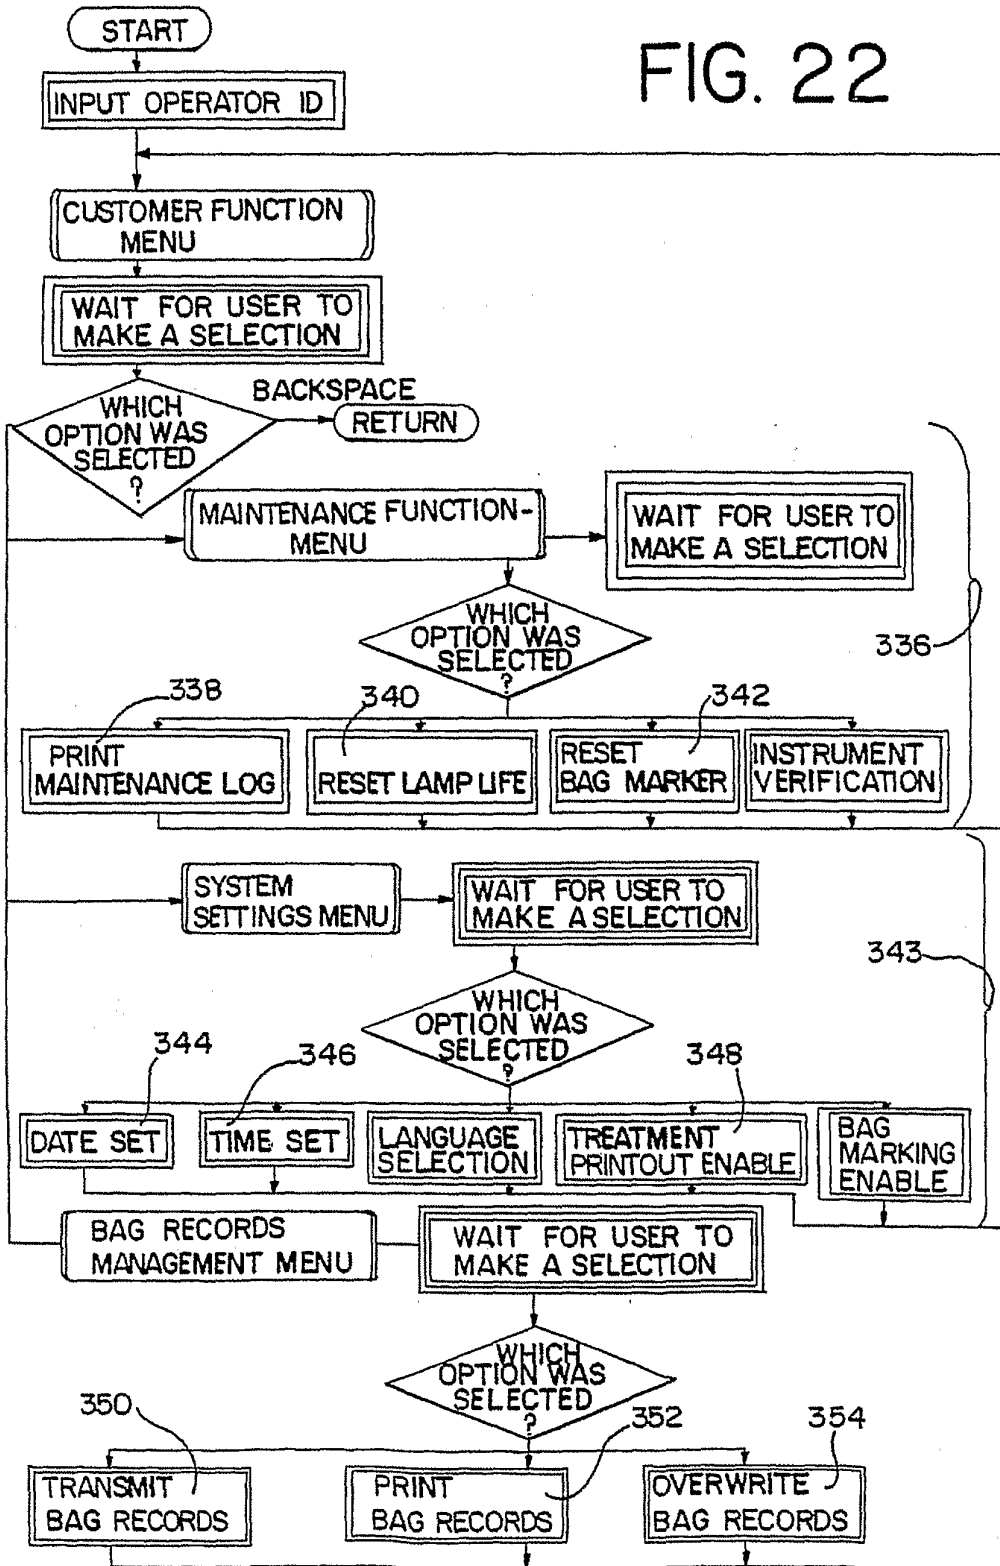 START
FIG. 22
INPUT OPERATOR ID
CUSTOMER FUNCTION
MENU
WAIT FOR USER TO
MAKE A SELECTION
BACKSPACE
WHICH
OPTION WAS
SELECTED
?
RETURN
MAINTENANCE FUNCTION-
MENU
WAIT FOR USER TO
MAKE A SELECTION
WHICH
OPTION WAS
SELECTED
?
336
338
340
342
PRINT
MAINTENANCE LOG
RESET LAMP LIFE
RESET
BAG MARKER
INSTRUMENT
VERIFICATION
SYSTEM
SETTINGS MENU
WAIT FOR USER TO
MAKE A SELECTION
343
WHICH
OPTION WAS
SELECTED
?
344
346
348
DATE SET
TIME SET
LANGUAGE
SELECTION
TREATMENT
PRINTOUT ENABLE
BAG
MARKING
ENABLE
BAG RECORDS
MANAGEMENT MENU
WAIT FOR USER TO
MAKE A SELECTION
WHICH
OPTION WAS
SELECTED
?
350
352
354
TRANSMIT
BAG RECORDS
PRINT
BAG RECORDS
OVERWRITE
BAG RECORDS